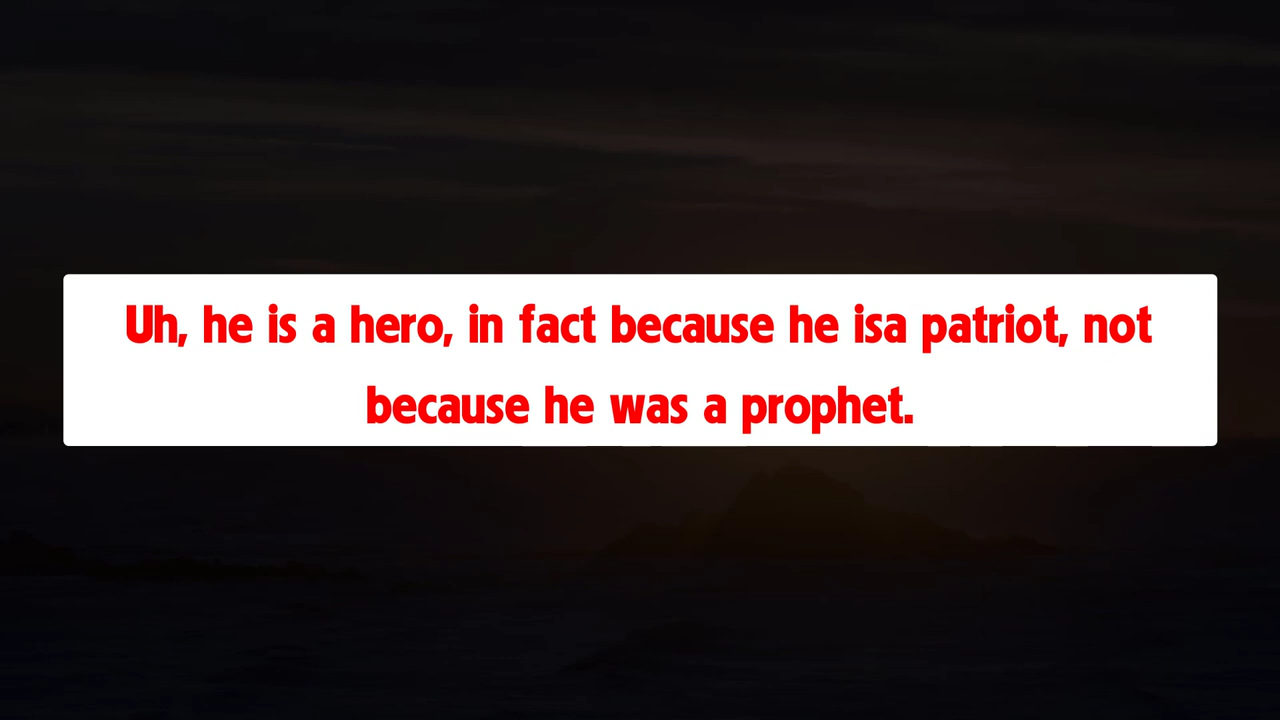 Uh, he is a hero, in fact because he isa patriot, not
because he was a prophet.